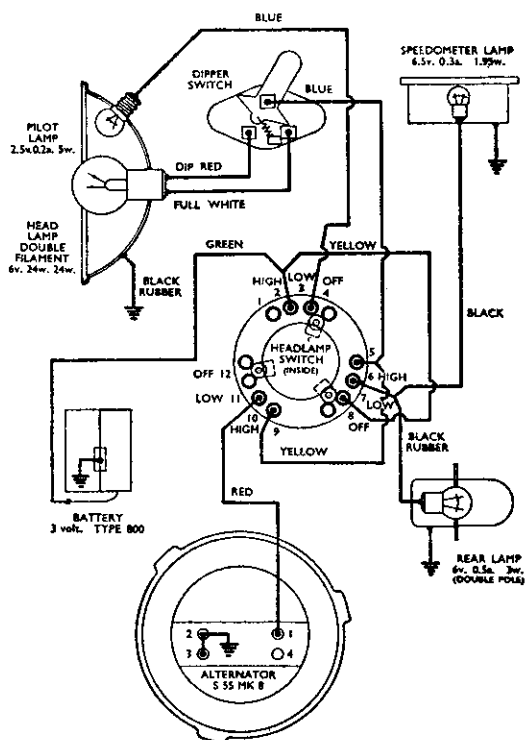 BLUE
SPEEDOMETER LAMP
6.5v. 0.3a. 1.95w.
DIPPER
SWITCH
BLUE
PILOT
LAMP
2.5v. 0.2a. 5w.
DIP RED
FULL WHITE
HEAD
LAMP
DOUBLE
FILAMENT
6v. 24w. 24w.
BLACK
RUBBER
GREEN
YELLOW
HIGH
LOW
OFF
1
2
3
4
BLACK
HEADLAMP
SWITCH
(INSIDE)
5
6 HIGH
7
LOW
8
OFF
OFF 12
LOW 11
10
HIGH
9
YELLOW
BLACK
RUBBER
RED
BATTERY
3 volt. TYPE 800
REAR LAMP
6v. 0.5a. 3w.
(DOUBLE POLE)
2
1
3
4
ALTERNATOR
S 55 MK 8